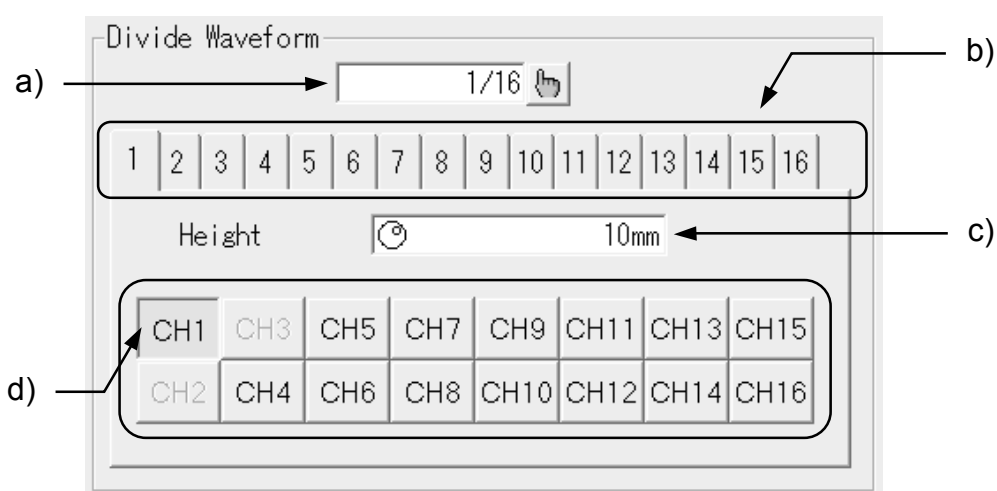 Divide Waveform
a)
1/16
b)
1 2 3 4 5 6 7 8 9 10 11 12 13 14 15 16
Height 10mm
c)
CH1 CH3 CH5 CH7 CH9 CH11 CH13 CH15
d)
CH2 CH4 CH6 CH8 CH10 CH12 CH14 CH16